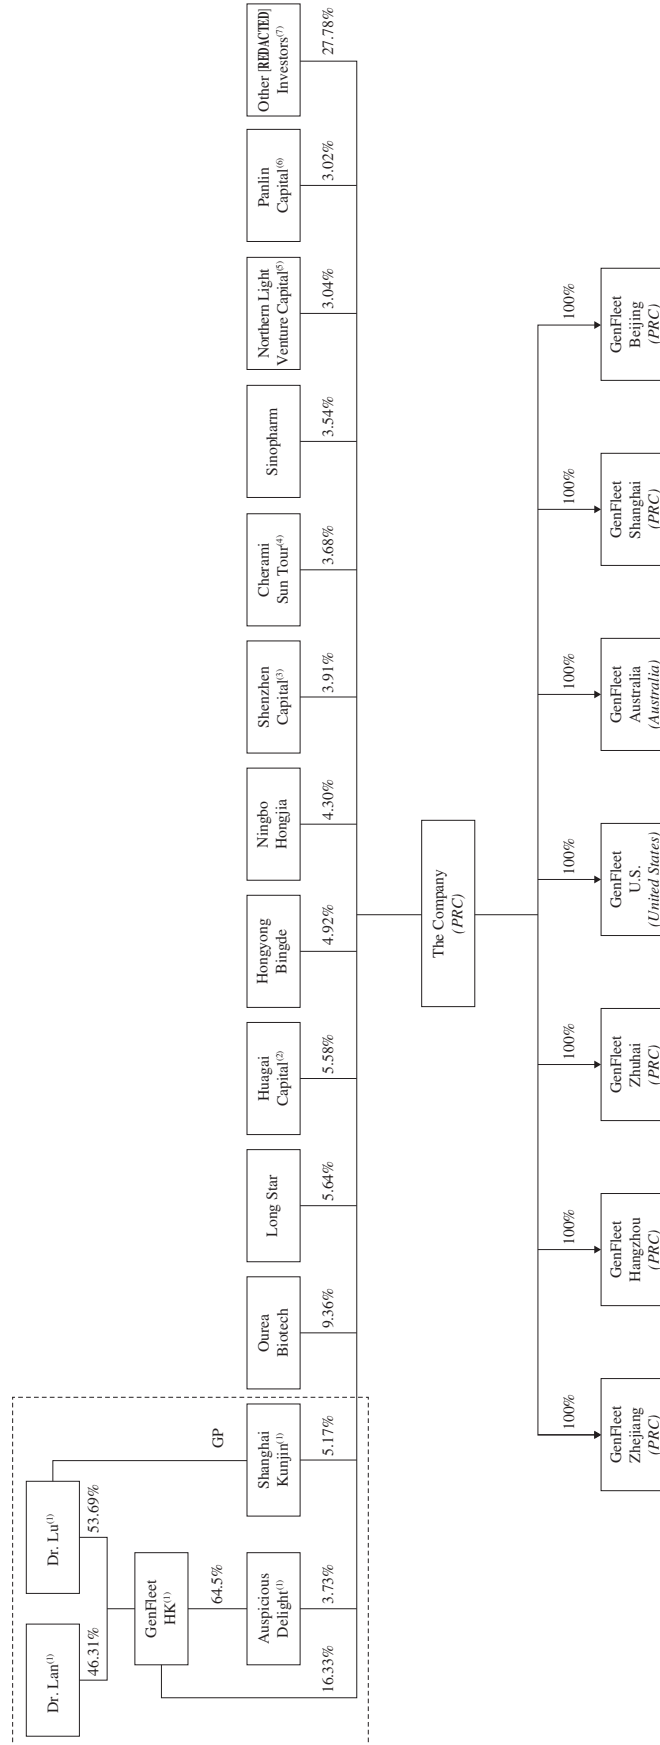 Dr. Lan(1)
Dr. Lu(1)
46.31%
53.69%
GP
GenFleet
HK(1)
64.5%
Auspicious
Delight(1)
Shanghai
Kunjin(1)
Ourea
Biotech
Long Star
Huagai
Capital(2)
Hongyong
Bingde
Ningbo
Hongjia
Shenzhen
Capital(3)
Cherami
Sun Tour(4)
Sinopharm
Northern Light
Venture Capital(5)
Panlin
Capital(6)
Other [REDACTED]
Investors(7)
16.33%
3.73%
5.17%
9.36%
5.64%
5.58%
4.92%
4.30%
3.91%
3.68%
3.54%
3.04%
3.02%
27.78%
The Company
(PRC)
100%
100%
100%
100%
100%
100%
100%
GenFleet
Zhejiang
(PRC)
GenFleet
Hangzhou
(PRC)
GenFleet
Zhuhai
(PRC)
GenFleet
U.S.
(United States)
GenFleet
Australia
(Australia)
GenFleet
Shanghai
(PRC)
GenFleet
Beijing
(PRC)